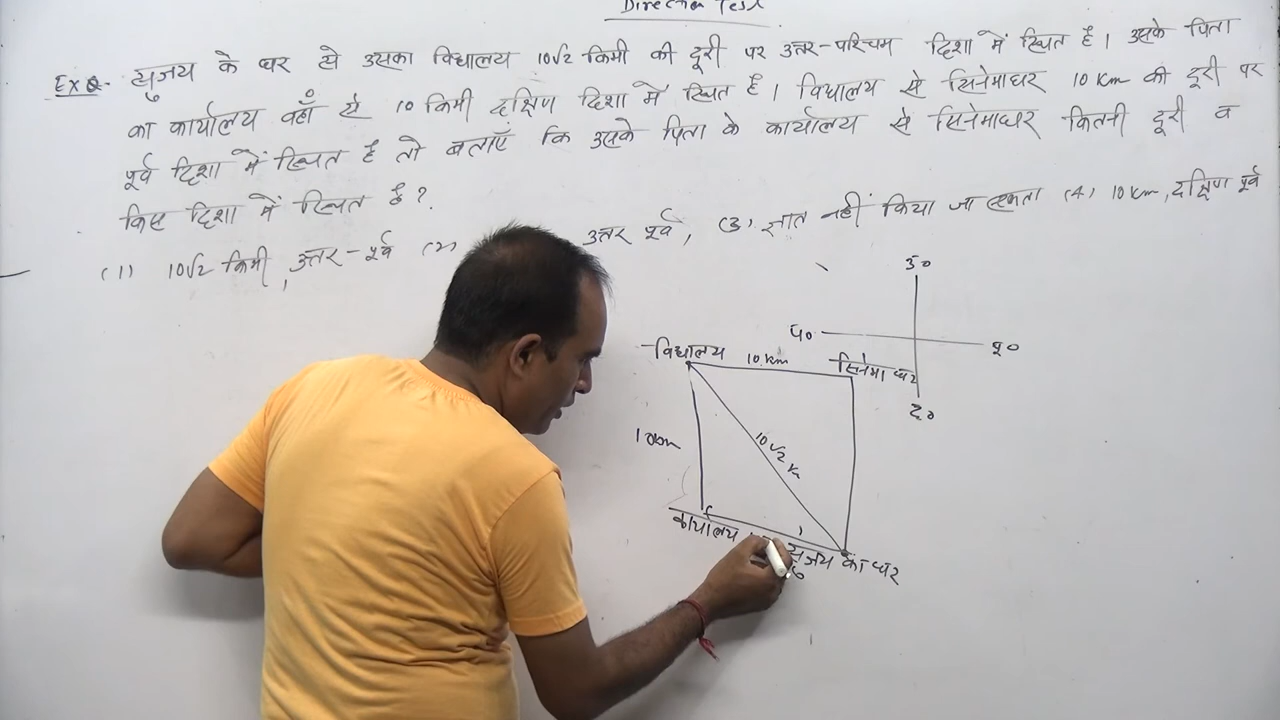 Direction Test
Ex Q. सुजय के घर से उसका विद्यालय 10√2 किमी की दूरी पर उत्तर-पश्चिम दिशा में स्थित है। उसके पिता
का कार्यालय वहाँ से 10 किमी दक्षिण दिशा में स्थित है। विद्यालय से सिनेमाघर 10 Km की दूरी पर
पूर्व दिशा में स्थित है तो बताएँ कि उसके पिता के कार्यालय से सिनेमाघर कितनी दूरी व
किस दिशा में स्थित है?
(1) 10√2 किमी, उत्तर-पूर्व (2) उत्तर पूर्व, (3) ज्ञात नहीं किया जा सकता (4) 10 Km, दक्षिण पूर्व
उ०
प०
पू०
द०
विद्यालय
10 km
सिनेमा घर
10km
10√2 Km
कार्यालय
सुजय का घर